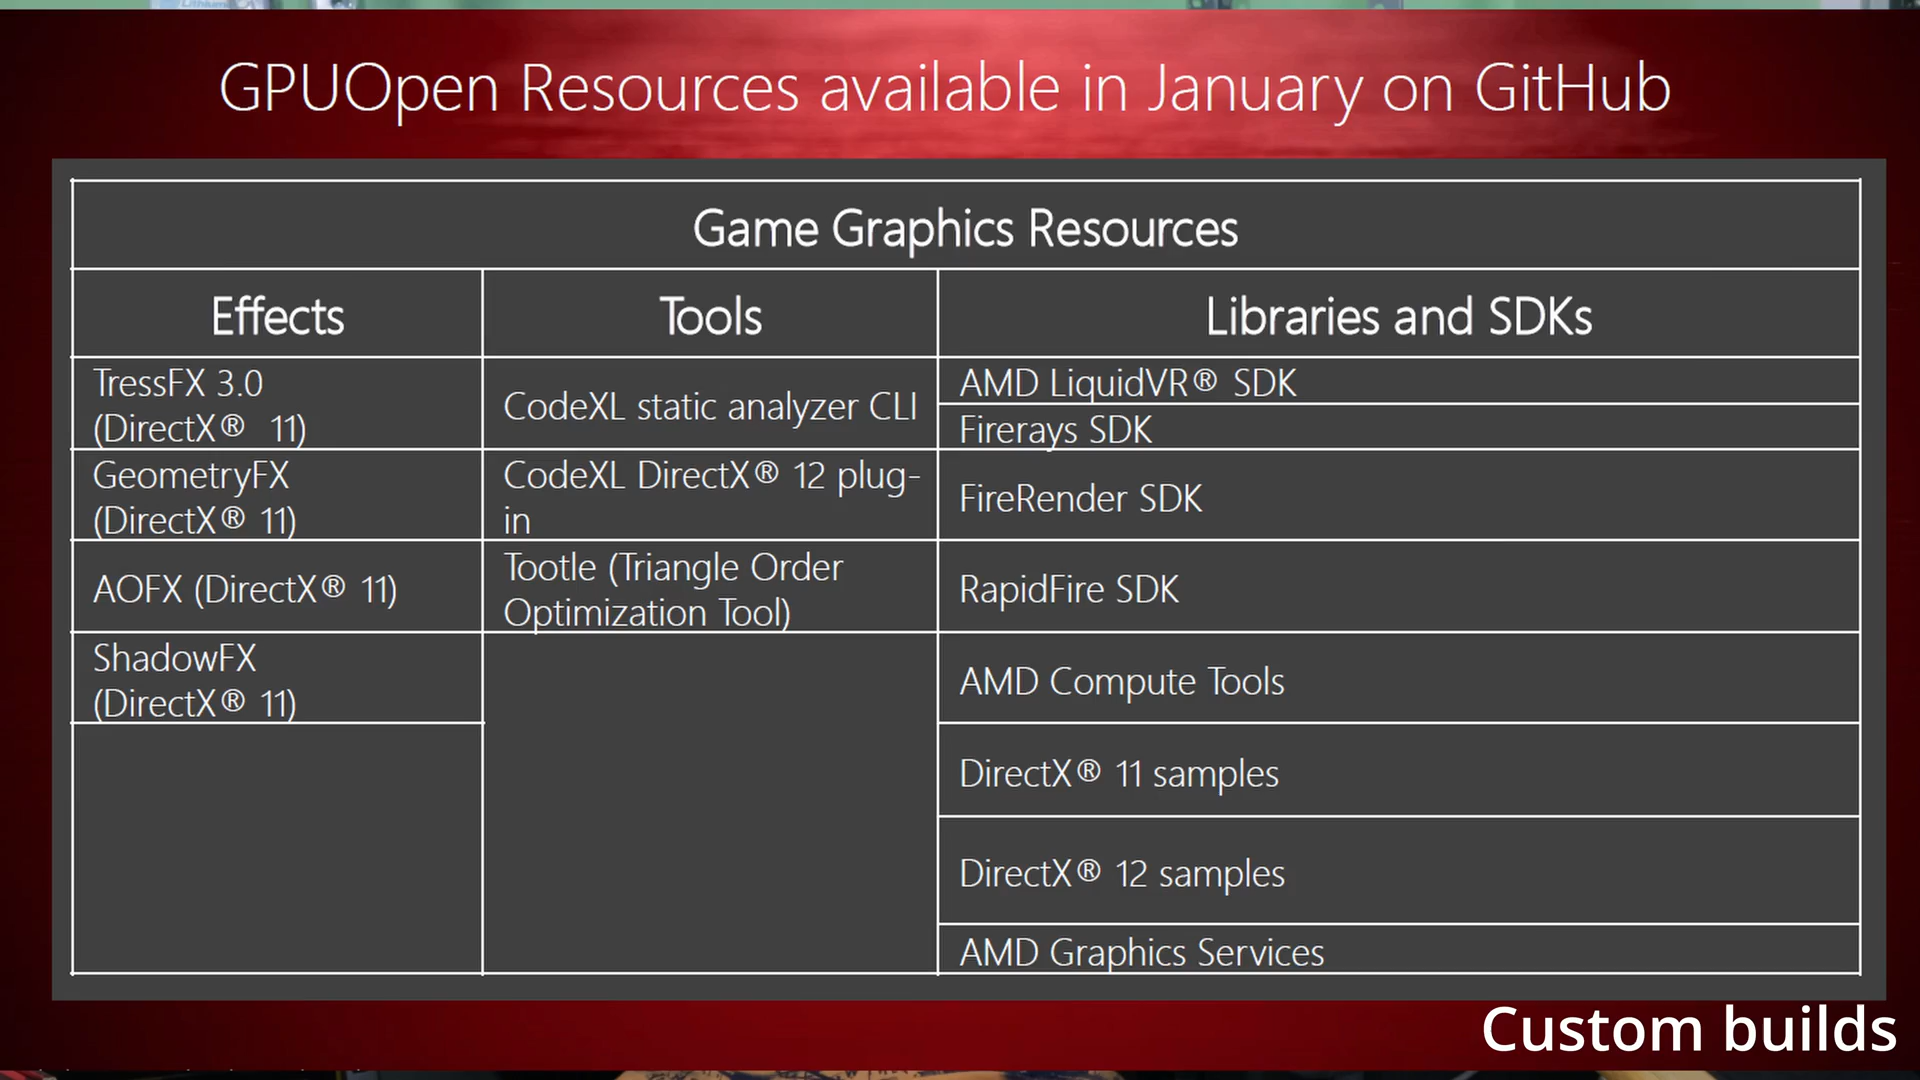 Lithium
GPUOpen Resources available in January on GitHub
Game Graphics Resources
Effects
Tools
Libraries and SDKs
TressFX 3.0
(DirectX® 11)
CodeXL static analyzer CLI
AMD LiquidVR® SDK
Firerays SDK
GeometryFX
(DirectX® 11)
CodeXL DirectX® 12 plug-
in
FireRender SDK
AOFX (DirectX® 11)
Tootle (Triangle Order
Optimization Tool)
RapidFire SDK
ShadowFX
(DirectX® 11)
AMD Compute Tools
DirectX® 11 samples
DirectX® 12 samples
AMD Graphics Services
Custom builds